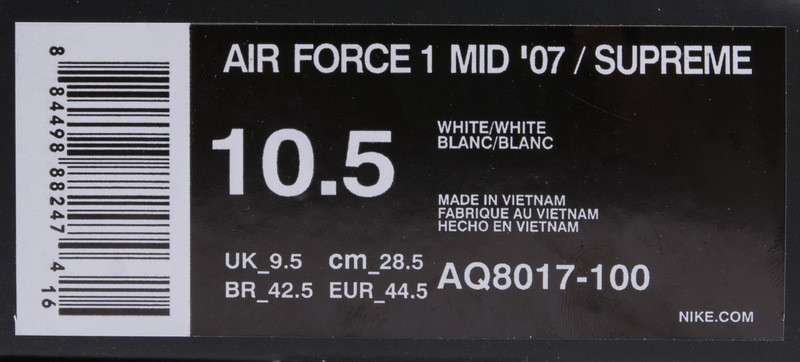 8 84498 88247 4 16
AIR FORCE 1 MID '07 / SUPREME
10.5
WHITE/WHITE
BLANC/BLANC
MADE IN VIETNAM
FABRIQUE AU VIETNAM
HECHO EN VIETNAM
UK_9.5 cm_28.5
BR_42.5 EUR_44.5
AQ8017-100
NIKE.COM